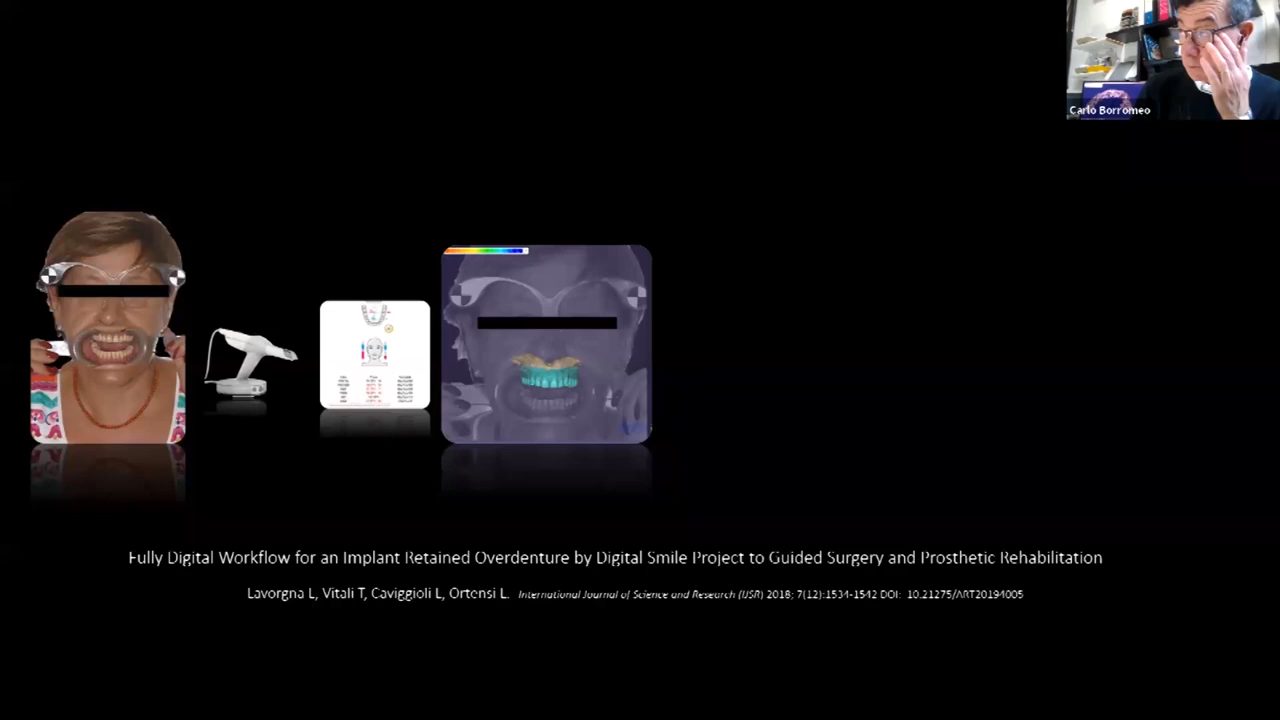 Carlo Borromeo
Fully Digital Workflow for an Implant Retained Overdenture by Digital Smile Project to Guided Surgery and Prosthetic Rehabilitation
Lavorgna L, Vitali T, Caviggioli L, Ortensi L. International Journal of Science and Research (IJSR) 2018; 7(12):1534-1542 DOI: 10.21275/ART20194005